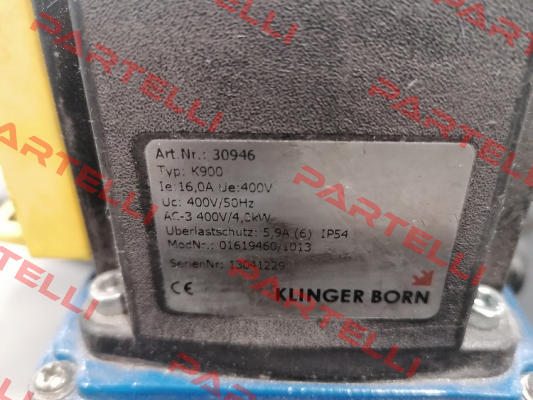 PARTELLI
PARTELLI
PARTELLI
Art.Nr.: 30946
Typ: K900
Ie:16,0A Ue:400V
Uc: 400V/50Hz
AC-3 400V/4,0kW
Überlastschutz: 5,9A (6) IP54
ModNr.: 01619460/1013
SerienNr: 13041229
CE KLINGER BORN
PARTELLI
PARTELLI
PARTELLI